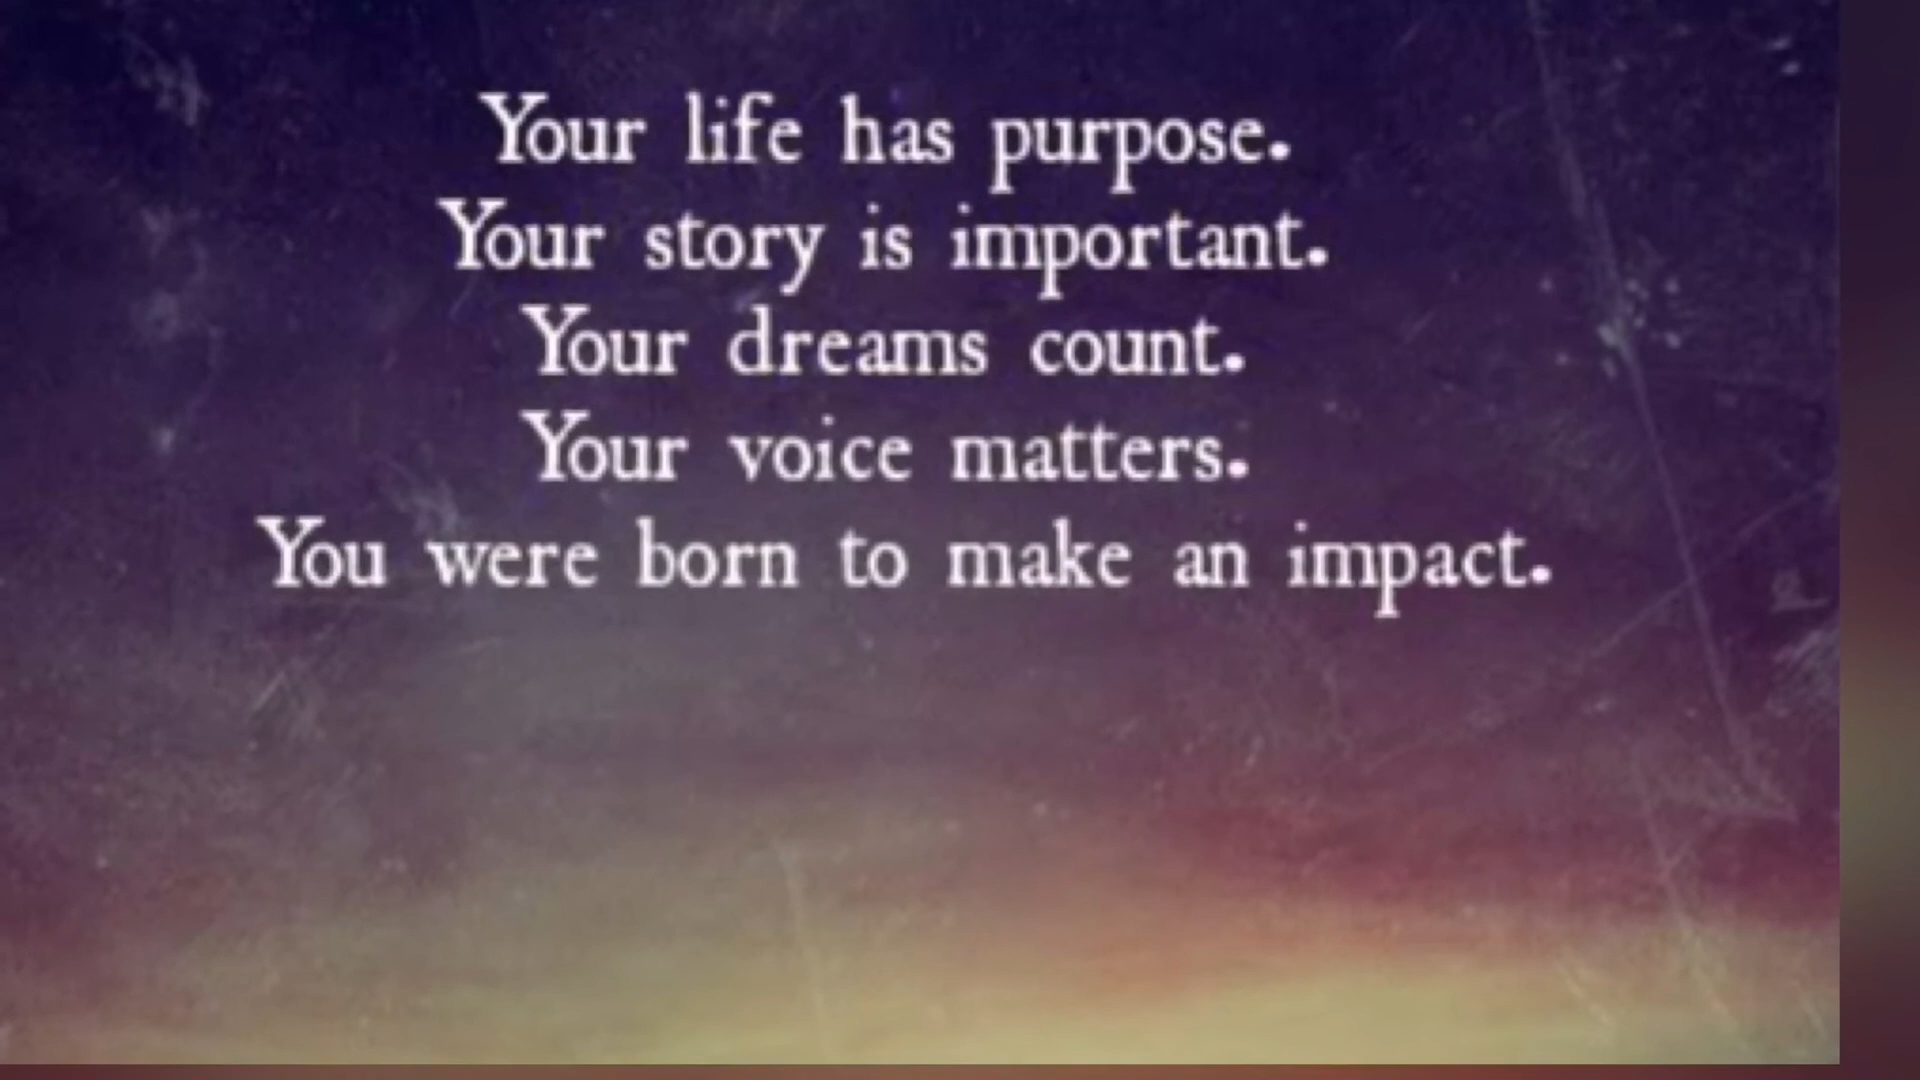 Your life has purpose.
Your story is important.
Your dreams count.
Your voice matters.
You were born to make an impact.